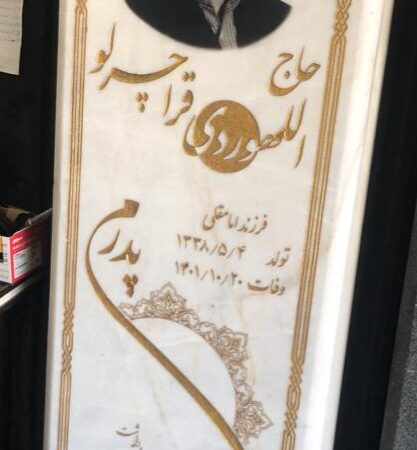 حاج
اللهوردی قراچرلو
فرزند امامقلی
تولد ۱۳۳۸/۵/۴
وفات ۱۴۰۱/۱۰/۲۰
پدرم